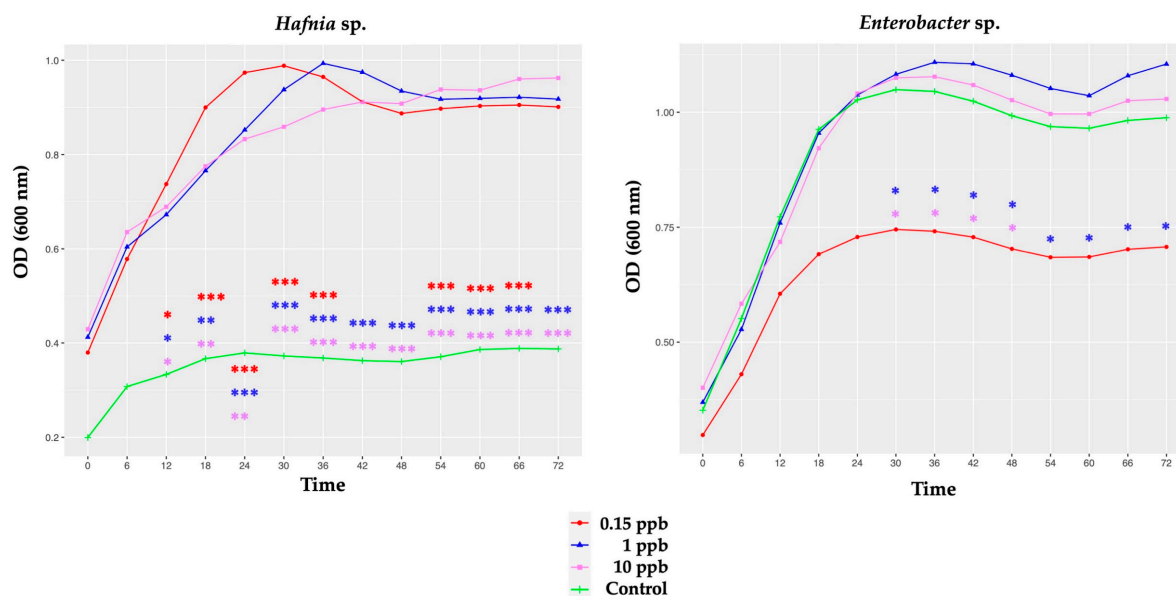 Hafnia sp.
OD (600 nm)
1.0
0.8
0.6
0.4
0.2
* *** *** *** *** *** ***
* ** *** *** *** *** *** *** *** ***
* ** *** *** *** *** *** *** *** ***
***
***
**
0 6 12 18 24 30 36 42 48 54 60 66 72
Time
Enterobacter sp.
OD (600 nm)
1.00
0.75
0.50
* * * *
* * * * * * * *
0 6 12 18 24 30 36 42 48 54 60 66 72
Time
0.15 ppb
1 ppb
10 ppb
Control